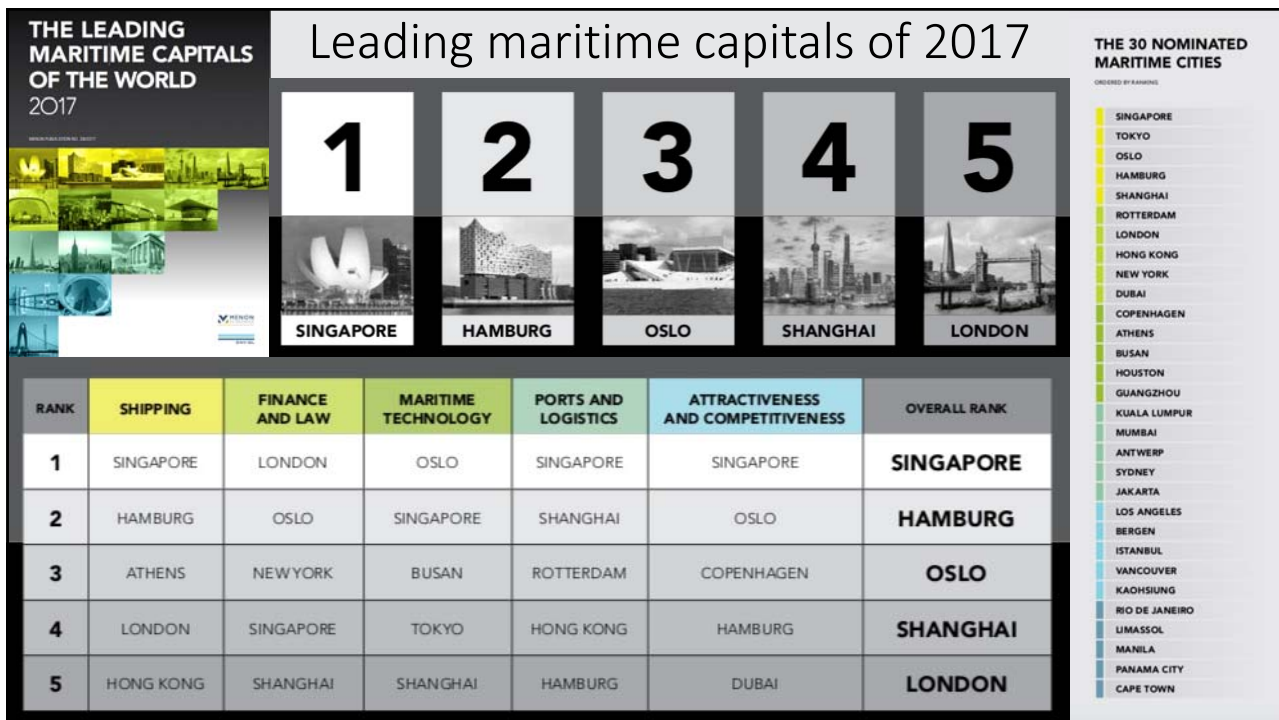 THE LEADING
MARITIME CAPITALS
OF THE WORLD
2017
Leading maritime capitals of 2017
1
2
3
4
5
SINGAPORE
HAMBURG
OSLO
SHANGHAI
LONDON
MENON
RANK SHIPPING FINANCE AND LAW MARITIME TECHNOLOGY PORTS AND LOGISTICS ATTRACTIVENESS AND COMPETITIVENESS OVERALL RANK
1 SINGAPORE LONDON OSLO SINGAPORE SINGAPORE SINGAPORE
2 HAMBURG OSLO SINGAPORE SHANGHAI OSLO HAMBURG
3 ATHENS NEW YORK BUSAN ROTTERDAM COPENHAGEN OSLO
4 LONDON SINGAPORE TOKYO HONG KONG HAMBURG SHANGHAI
5 HONG KONG SHANGHAI SHANGHAI HAMBURG DUBAI LONDON
THE 30 NOMINATED
MARITIME CITIES
ORDERED BY RANKING
SINGAPORE
TOKYO
OSLO
HAMBURG
SHANGHAI
ROTTERDAM
LONDON
HONG KONG
NEW YORK
DUBAI
COPENHAGEN
ATHENS
BUSAN
HOUSTON
GUANGZHOU
KUALA LUMPUR
MUMBAI
ANTWERP
SYDNEY
JAKARTA
LOS ANGELES
BERGEN
ISTANBUL
VANCOUVER
KAOHSIUNG
RIO DE JANEIRO
LIMASSOL
MANILA
PANAMA CITY
CAPE TOWN